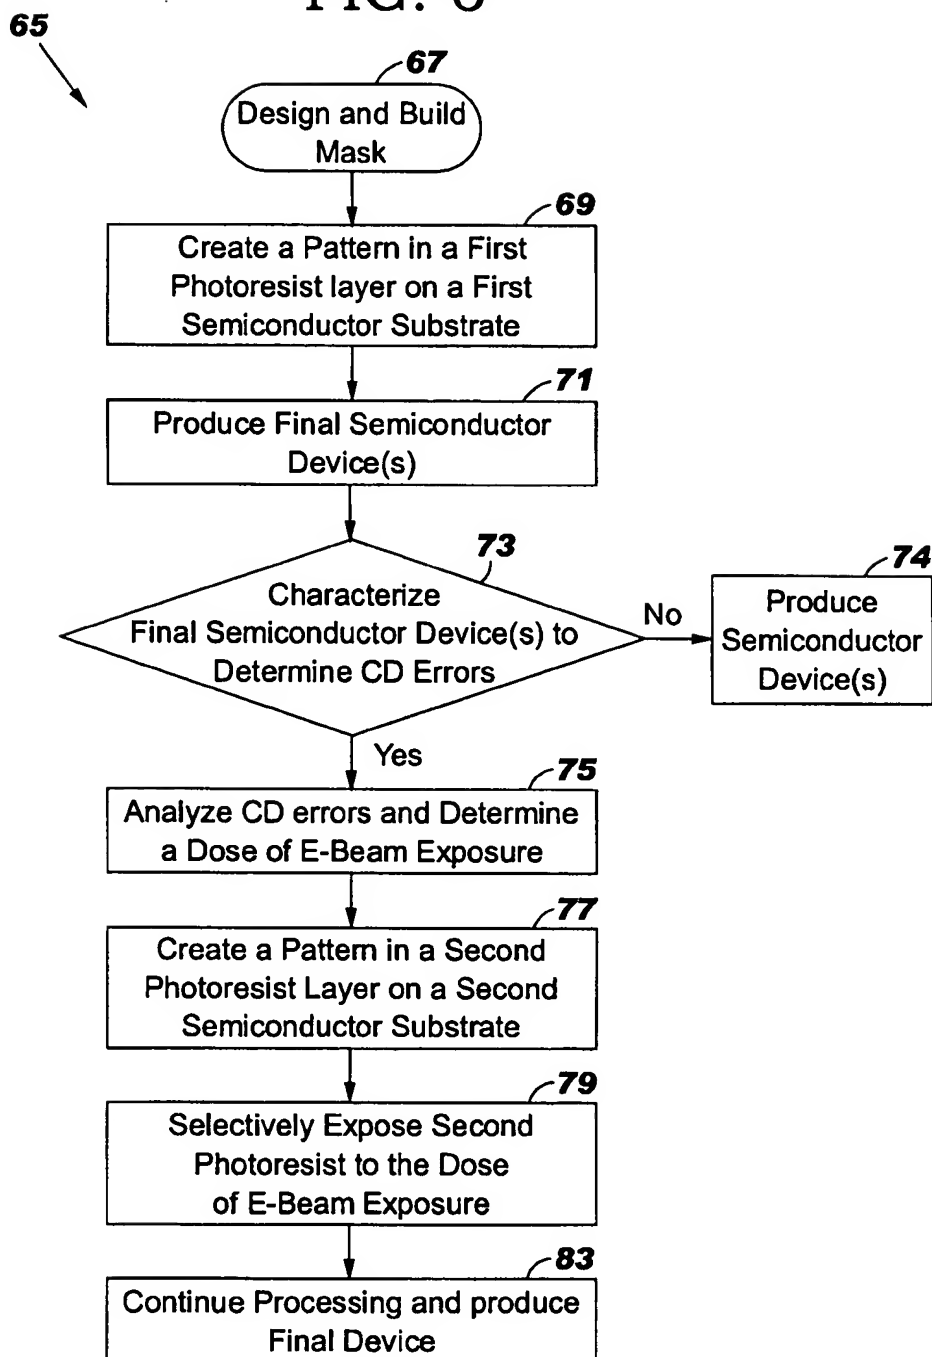 65
67
Design and Build
Mask
69
Create a Pattern in a First
Photoresist layer on a First
Semiconductor Substrate
71
Produce Final Semiconductor
Device(s)
73
Characterize
Final Semiconductor Device(s) to
Determine CD Errors
No
74
Produce
Semiconductor
Device(s)
Yes
75
Analyze CD errors and Determine
a Dose of E-Beam Exposure
77
Create a Pattern in a Second
Photoresist Layer on a Second
Semiconductor Substrate
79
Selectively Expose Second
Photoresist to the Dose
of E-Beam Exposure
83
Continue Processing and produce
Final Device